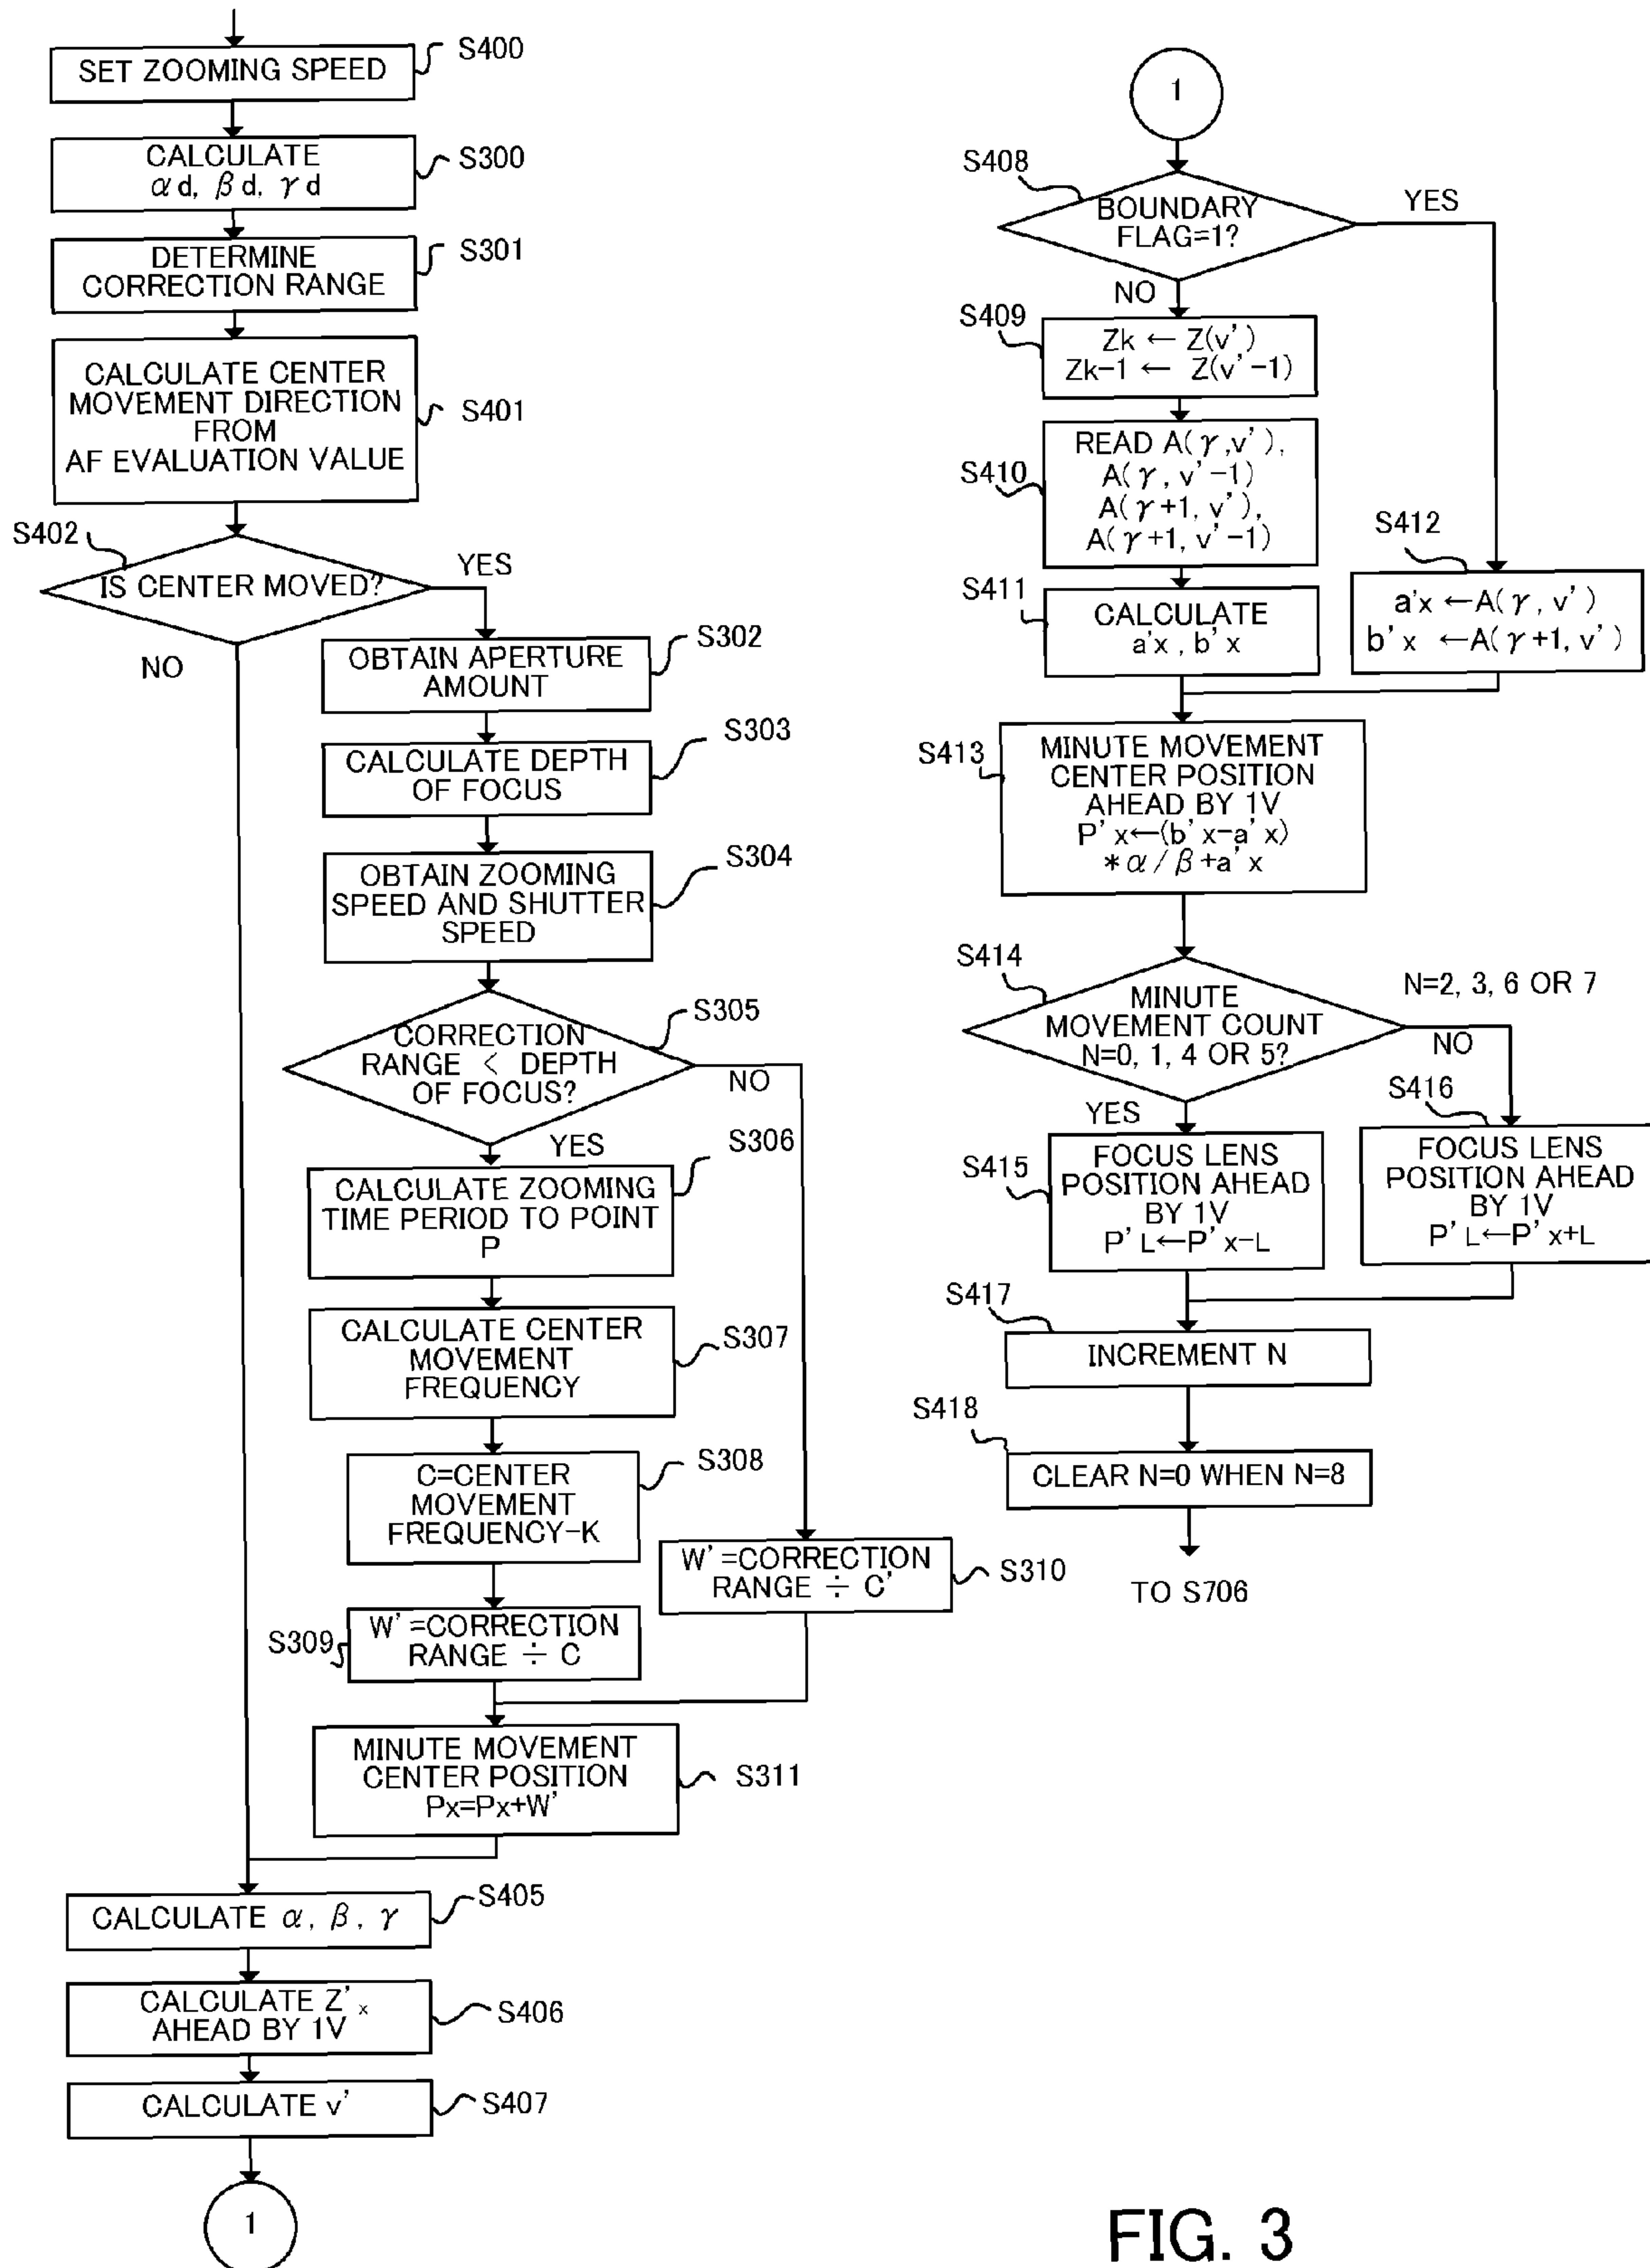 SET ZOOMING SPEED
S400
CALCULATE
αd, βd, γd
S300
DETERMINE
CORRECTION RANGE
S301
CALCULATE CENTER
MOVEMENT DIRECTION
FROM
AF EVALUATION VALUE
S401
S402
IS CENTER MOVED?
YES
NO
OBTAIN APERTURE
AMOUNT
S302
CALCULATE DEPTH
OF FOCUS
S303
OBTAIN ZOOMING
SPEED AND SHUTTER
SPEED
S304
CORRECTION
RANGE < DEPTH
OF FOCUS?
S305
NO
YES
CALCULATE ZOOMING
TIME PERIOD TO POINT
P
S306
CALCULATE CENTER
MOVEMENT
FREQUENCY
S307
C=CENTER
MOVEMENT
FREQUENCY-K
S308
S309
W'=CORRECTION
RANGE ÷ C
W'=CORRECTION
RANGE ÷ C'
S310
MINUTE MOVEMENT
CENTER POSITION
Px=Px+W'
S311
CALCULATE α, β, γ
S405
CALCULATE Z'x
AHEAD BY 1V
S406
CALCULATE v'
S407
1
1
S408
BOUNDARY
FLAG=1?
YES
NO
S409
Zk ← Z(v')
Zk-1 ← Z(v'-1)
S410
READ A(γ,v'),
A(γ, v'-1)
A(γ+1, v'),
A(γ+1, v'-1)
S411
CALCULATE
a'x, b'x
S412
a'x ←A(γ, v')
b'x ←A(γ+1, v')
S413
MINUTE MOVEMENT
CENTER POSITION
AHEAD BY 1V
P'x←(b'x-a'x)
*α/β+a'x
S414
MINUTE
MOVEMENT COUNT
N=0, 1, 4 OR 5?
N=2, 3, 6 OR 7
NO
YES
S415
FOCUS LENS
POSITION AHEAD
BY 1V
P'L←P'x-L
S416
FOCUS LENS
POSITION AHEAD
BY 1V
P'L←P'x+L
S417
INCREMENT N
S418
CLEAR N=0 WHEN N=8
TO S706
FIG. 3